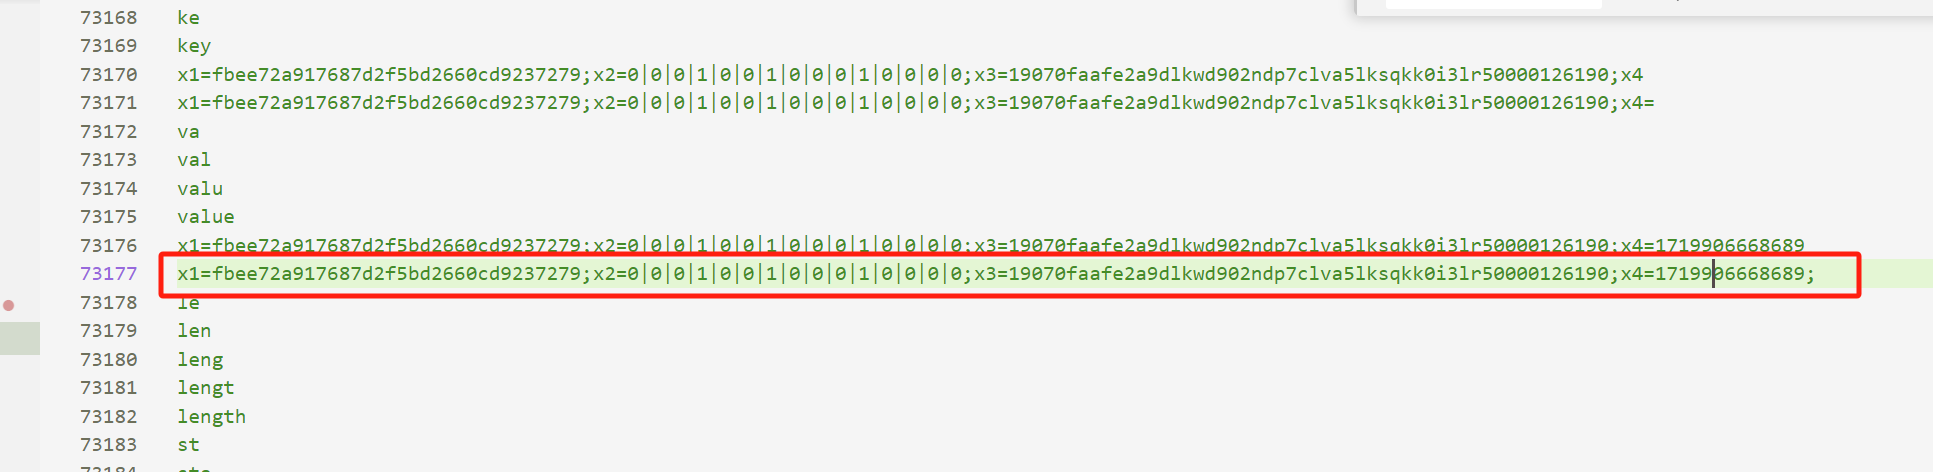 73168 ke
73169 key
73170 x1=fbee72a917687d2f5bd2660cd9237279;x2=0|0|0|1|0|0|1|0|0|0|1|0|0|0|0;x3=19070faafe2a9dlkwd902ndp7clva5lksqkk0i3lr50000126190;x4
73171 x1=fbee72a917687d2f5bd2660cd9237279;x2=0|0|0|1|0|0|1|0|0|0|1|0|0|0|0;x3=19070faafe2a9dlkwd902ndp7clva5lksqkk0i3lr50000126190;x4=
73172 va
73173 val
73174 valu
73175 value
73176 x1=fbee72a917687d2f5bd2660cd9237279;x2=0|0|0|1|0|0|1|0|0|0|1|0|0|0|0;x3=19070faafe2a9dlkwd902ndp7clva5lksqkk0i3lr50000126190;x4=1719906668689
73177 x1=fbee72a917687d2f5bd2660cd9237279;x2=0|0|0|1|0|0|1|0|0|0|1|0|0|0|0;x3=19070faafe2a9dlkwd902ndp7clva5lksqkk0i3lr50000126190;x4=1719906668689;
73178 le
73179 len
73180 leng
73181 lengt
73182 length
73183 st
73184